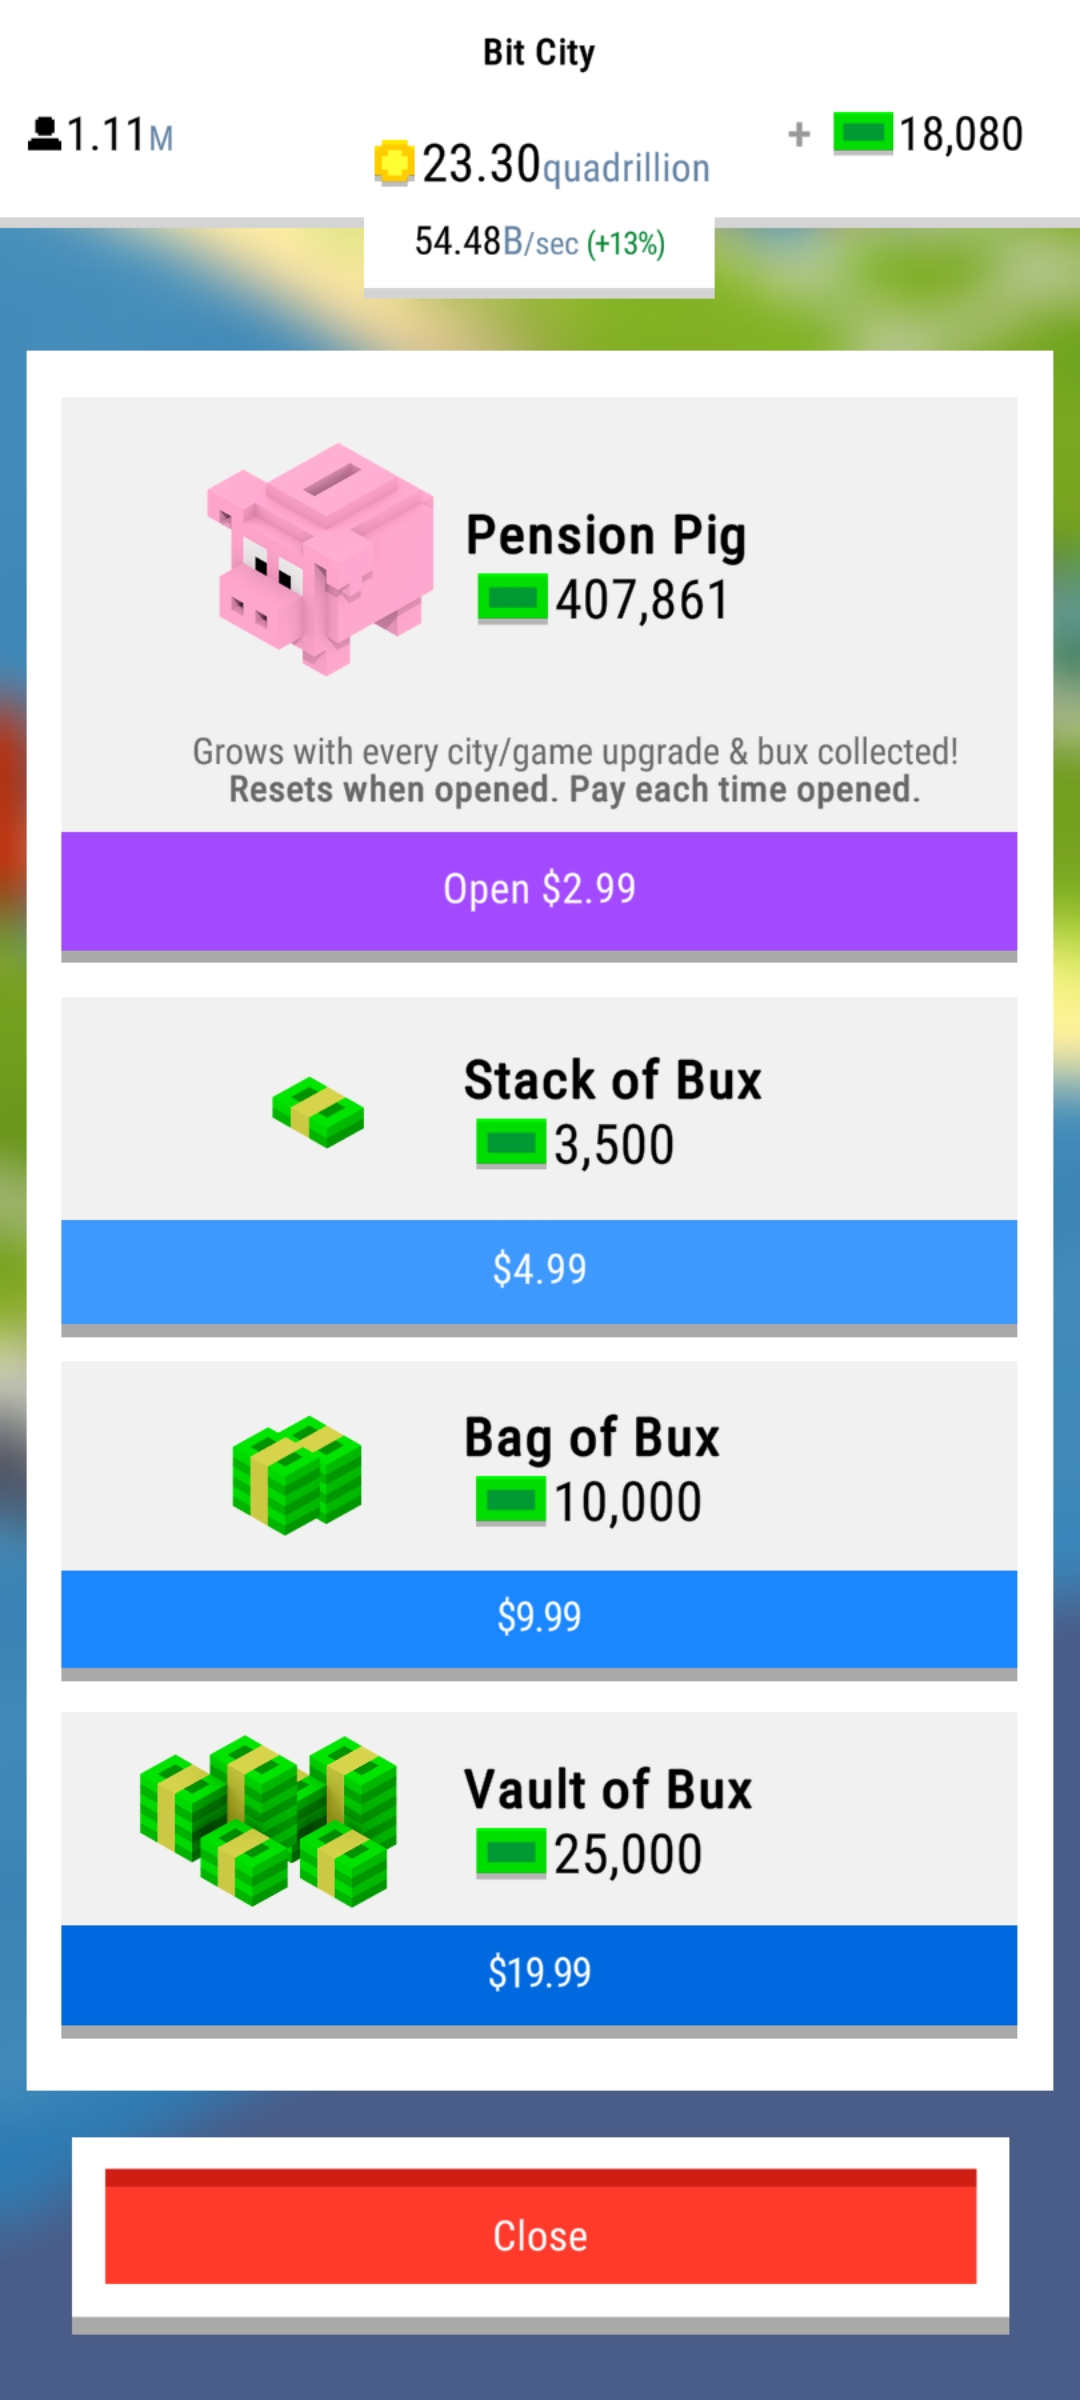 Bit City
1.11M
23.30quadrillion
+ 18,080
54.48B/sec (+13%)
Pension Pig
407,861
Grows with every city/game upgrade & bux collected!
Resets when opened. Pay each time opened.
Open $2.99
Stack of Bux
3,500
$4.99
Bag of Bux
10,000
$9.99
Vault of Bux
25,000
$19.99
Close